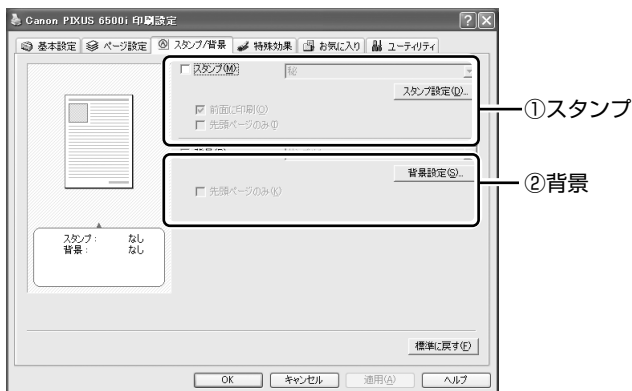 Canon PIXUS 6500i 印刷設定
基本設定 ページ設定 スタンプ/背景 特殊効果 お気に入り ユーティリティ
スタンプ(M) 秘
スタンプ設定(D)...
前面に印刷(O)
先頭ページのみ(I)
①スタンプ
背景設定(S)...
先頭ページのみ(K)
②背景
スタンプ: なし
背景: なし
標準に戻す(F)
OK キャンセル 適用(A) ヘルプ